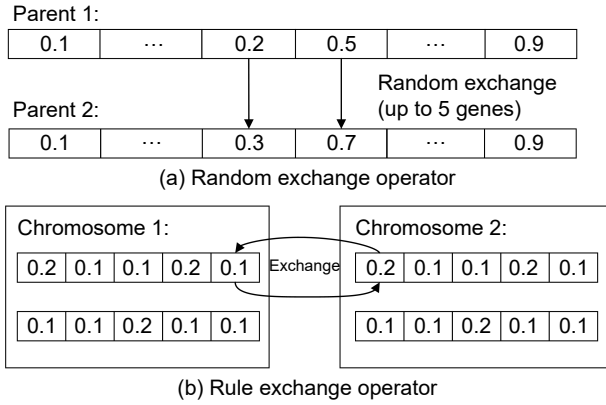 Parent 1:
0.1 ... 0.2 0.5 ... 0.9
Random exchange
(up to 5 genes)
Parent 2:
0.1 ... 0.3 0.7 ... 0.9
(a) Random exchange operator
Chromosome 1:
0.2 0.1 0.1 0.2 0.1
0.1 0.1 0.2 0.1 0.1
Exchange
Chromosome 2:
0.2 0.1 0.1 0.2 0.1
0.1 0.1 0.2 0.1 0.1
(b) Rule exchange operator